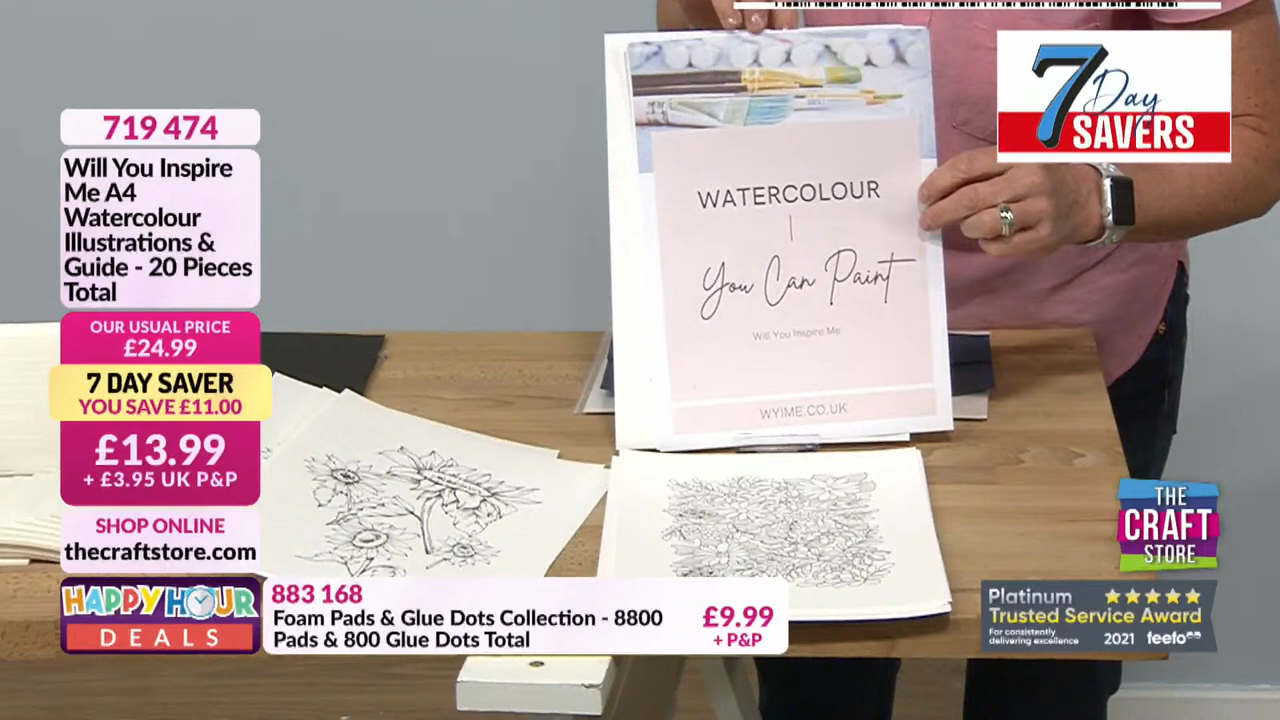 719 474
Will You Inspire
Me A4
Watercolour
Illustrations &
Guide - 20 Pieces
Total
OUR USUAL PRICE
£24.99
7 DAY SAVER
YOU SAVE £11.00
£13.99
+ £3.95 UK P&P
SHOP ONLINE
thecraftstore.com
HAPPY HOUR
DEALS
883 168
Foam Pads & Glue Dots Collection - 8800
Pads & 800 Glue Dots Total
£9.99
+ P&P
WATERCOLOUR
You Can Paint
Will You Inspire Me
WYIME.CO.UK
7 Day
SAVERS
THE
CRAFT
STORE
Platinum
Trusted Service Award
For consistently
delivering excellence
2021 feefo